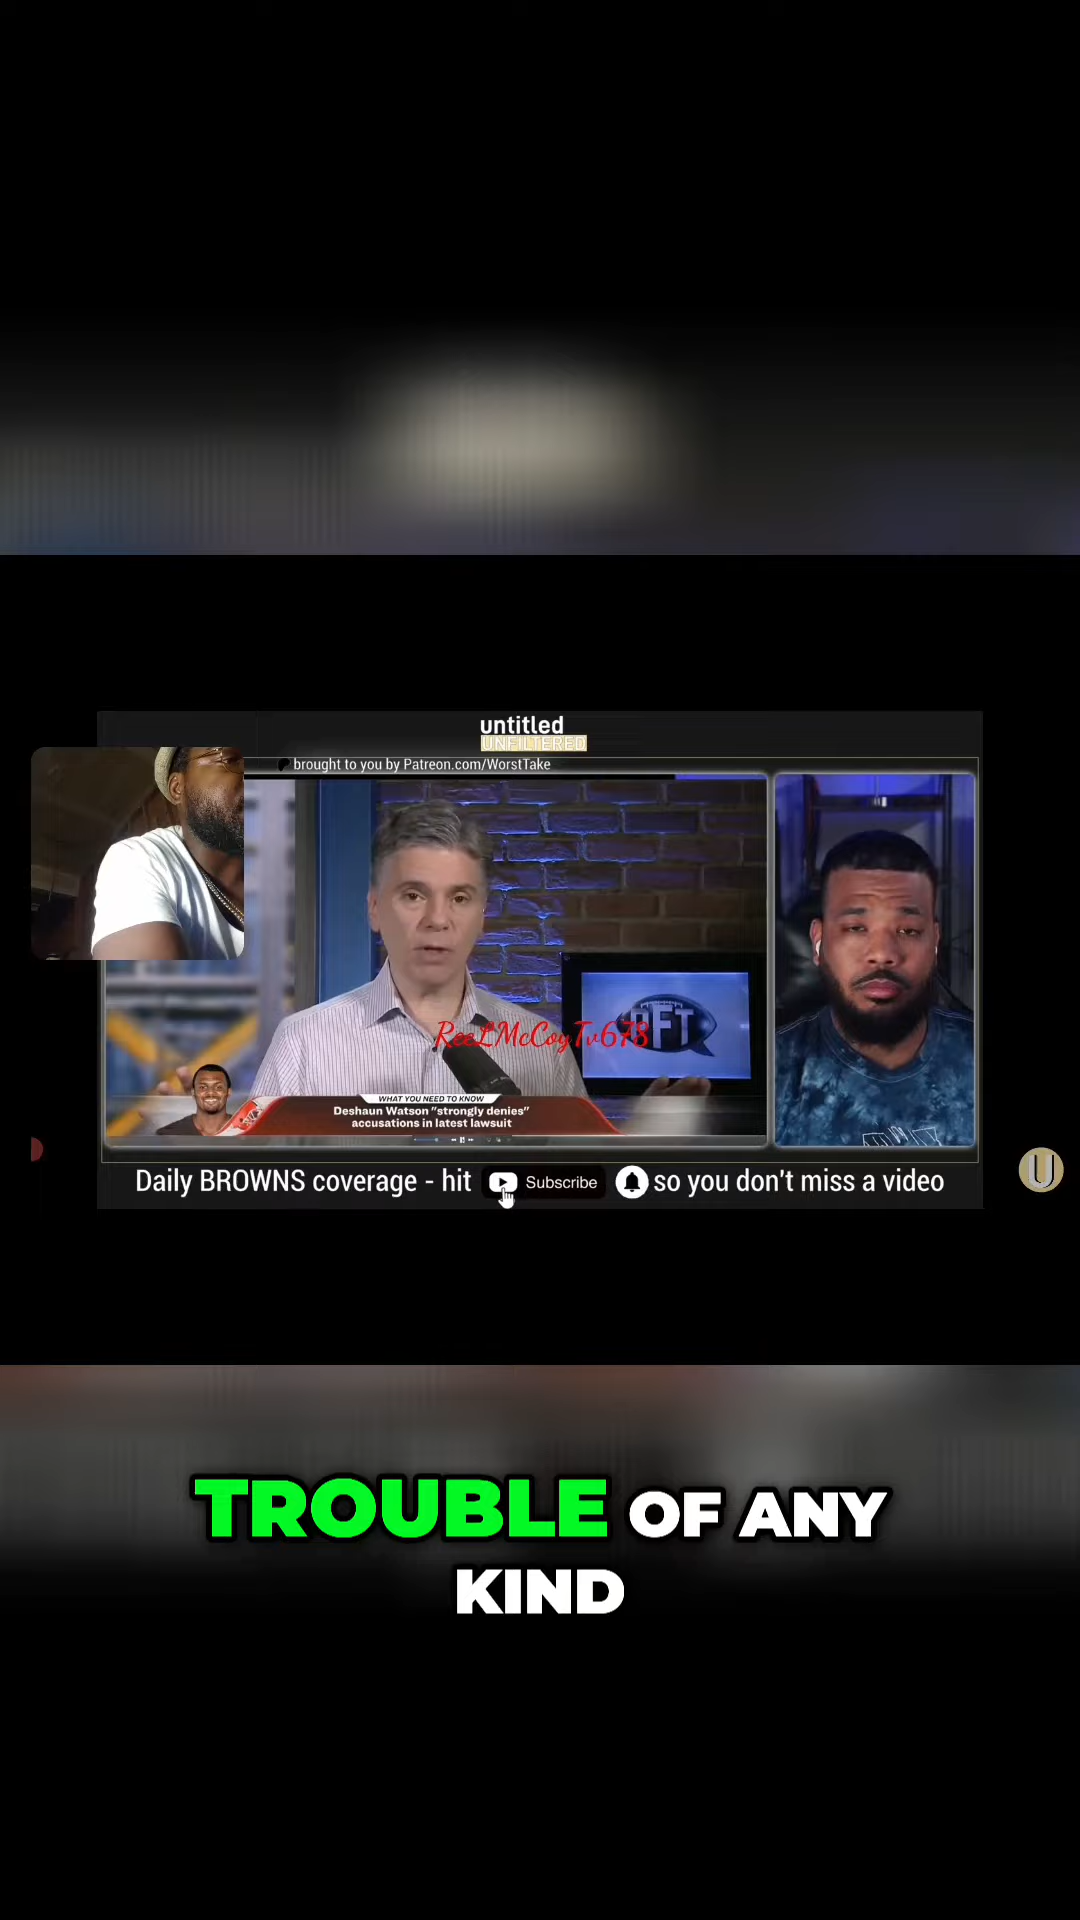 untitled
UNFILTERED
brought to you by Patreon.com/WorstTake
PFT
ReeLMcCoyTv678
WHAT YOU NEED TO KNOW
Deshaun Watson "strongly denies"
accusations in latest lawsuit
Daily BROWNS coverage - hit Subscribe so you don't miss a video
U
TROUBLE OF ANY
KIND